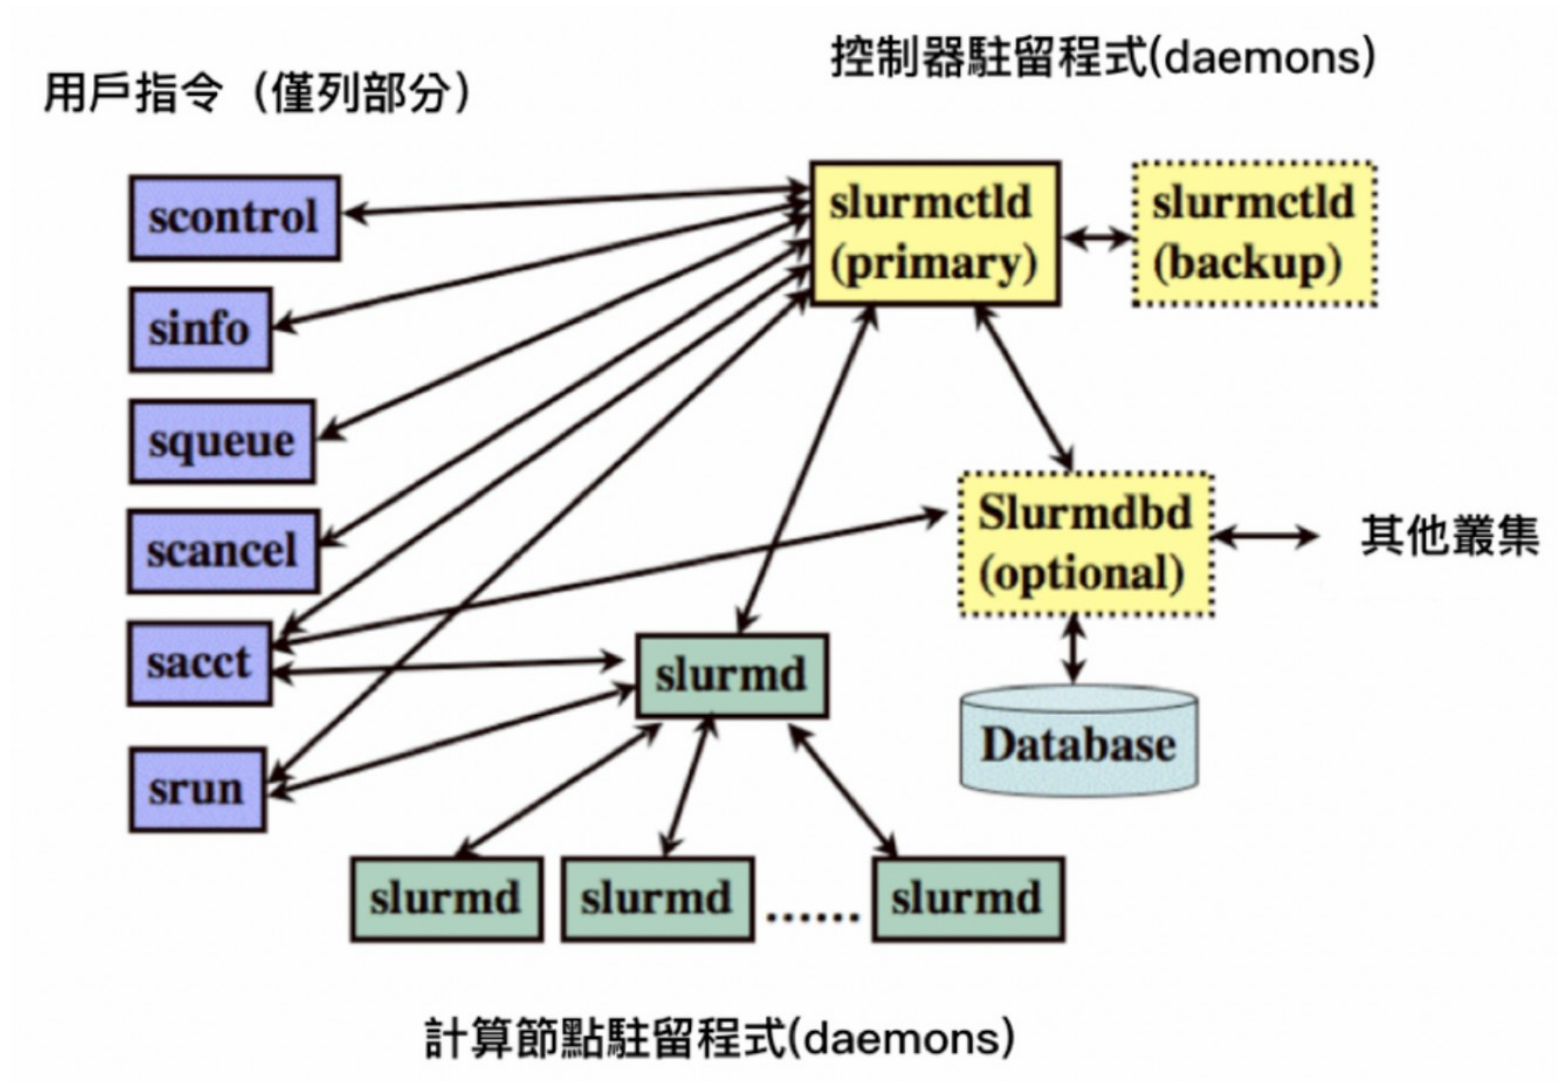 控制器駐留程式(daemons)
用戶指令（僅列部分）
scontrol
sinfo
squeue
scancel
sacct
srun
slurmctld
(primary)
slurmctld
(backup)
Slurmdbd
(optional)
其他叢集
Database
slurmd
slurmd
slurmd
......
slurmd
計算節點駐留程式(daemons)